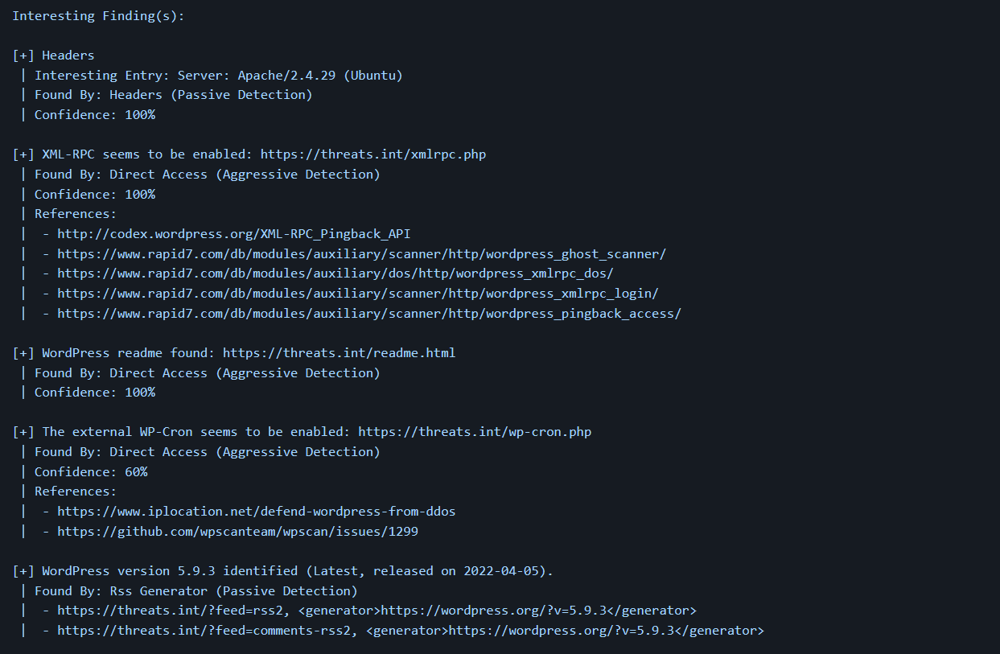 Interesting Finding(s):
[+] Headers
| Interesting Entry: Server: Apache/2.4.29 (Ubuntu)
| Found By: Headers (Passive Detection)
| Confidence: 100%
[+] XML-RPC seems to be enabled: https://threats.int/xmlrpc.php
| Found By: Direct Access (Aggressive Detection)
| Confidence: 100%
| References:
|  - http://codex.wordpress.org/XML-RPC_Pingback_API
|  - https://www.rapid7.com/db/modules/auxiliary/scanner/http/wordpress_ghost_scanner/
|  - https://www.rapid7.com/db/modules/auxiliary/dos/http/wordpress_xmlrpc_dos/
|  - https://www.rapid7.com/db/modules/auxiliary/scanner/http/wordpress_xmlrpc_login/
|  - https://www.rapid7.com/db/modules/auxiliary/scanner/http/wordpress_pingback_access/
[+] WordPress readme found: https://threats.int/readme.html
| Found By: Direct Access (Aggressive Detection)
| Confidence: 100%
[+] The external WP-Cron seems to be enabled: https://threats.int/wp-cron.php
| Found By: Direct Access (Aggressive Detection)
| Confidence: 60%
| References:
|  - https://www.iplocation.net/defend-wordpress-from-ddos
|  - https://github.com/wpscanteam/wpscan/issues/1299
[+] WordPress version 5.9.3 identified (Latest, released on 2022-04-05).
| Found By: Rss Generator (Passive Detection)
|  - https://threats.int/?feed=rss2, <generator>https://wordpress.org/?v=5.9.3</generator>
|  - https://threats.int/?feed=comments-rss2, <generator>https://wordpress.org/?v=5.9.3</generator>